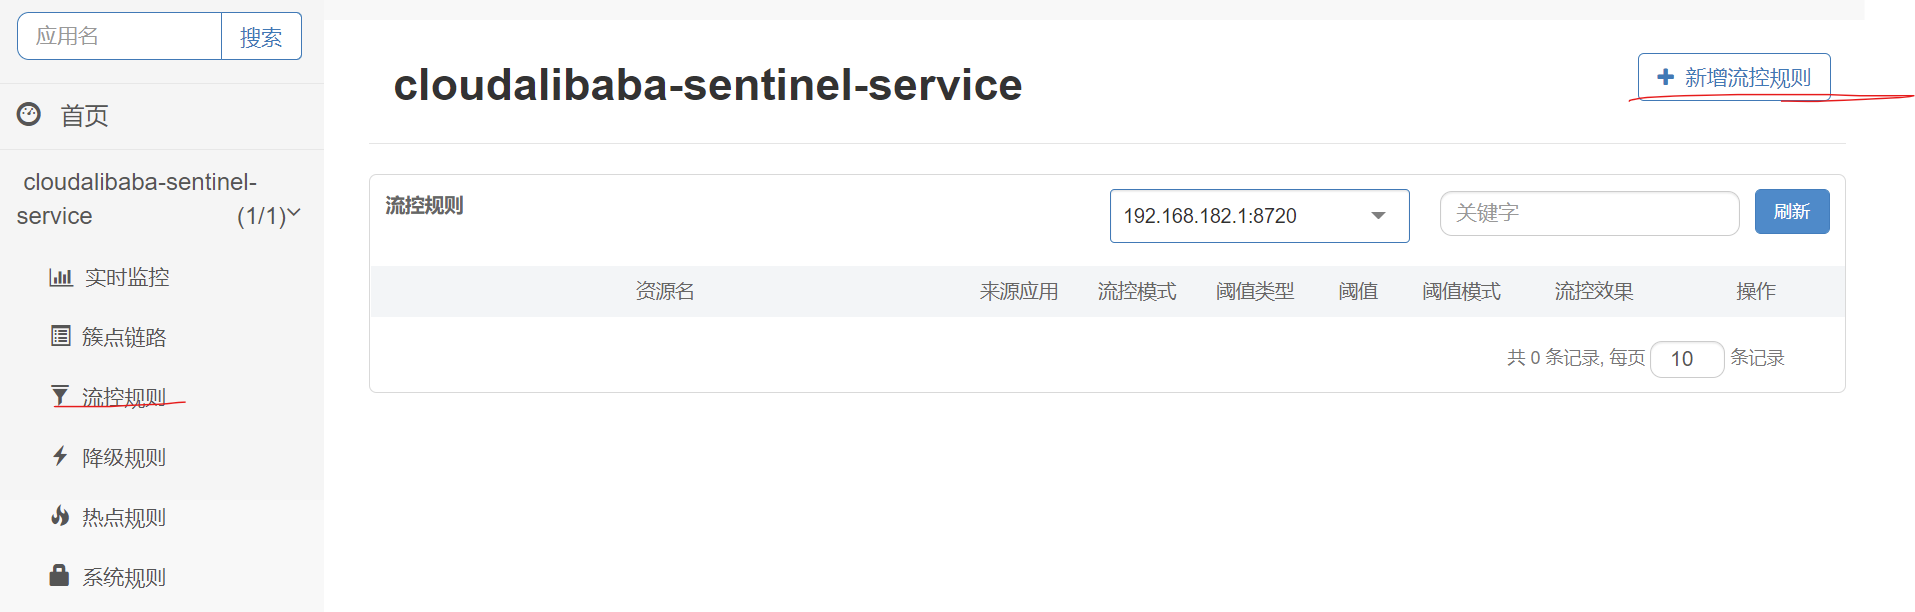 应用名 搜索
首页
cloudalibaba-sentinel-
service (1/1)
实时监控
簇点链路
流控规则
降级规则
热点规则
系统规则
cloudalibaba-sentinel-service
新增流控规则
流控规则 192.168.182.1:8720 关键字 刷新
资源名 来源应用 流控模式 阈值类型 阈值 阈值模式 流控效果 操作
共 0 条记录, 每页 10 条记录